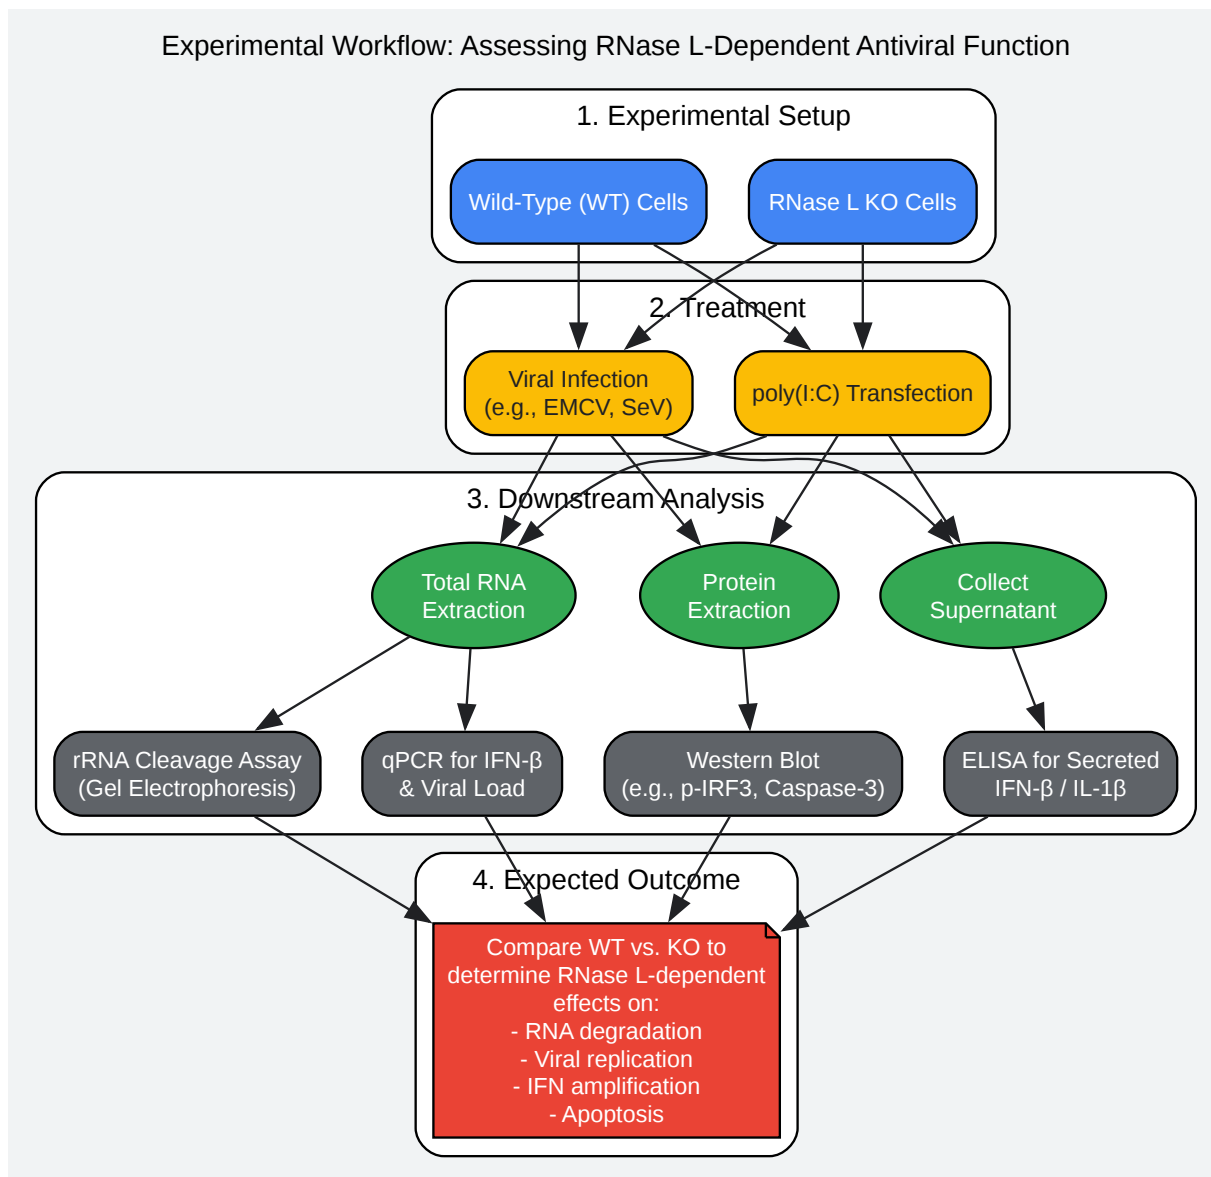 Experimental Workflow: Assessing RNase L-Dependent Antiviral Function
1. Experimental Setup
Wild-Type (WT) Cells
RNase L KO Cells
2. Treatment
Viral Infection
(e.g., EMCV, SeV)
poly(I:C) Transfection
3. Downstream Analysis
Total RNA
Extraction
Protein
Extraction
Collect
Supernatant
rRNA Cleavage Assay
(Gel Electrophoresis)
qPCR for IFN-β
& Viral Load
Western Blot
(e.g., p-IRF3, Caspase-3)
ELISA for Secreted
IFN-β / IL-1β
4. Expected Outcome
Compare WT vs. KO to
determine RNase L-dependent
effects on:
- RNA degradation
- Viral replication
- IFN amplification
- Apoptosis